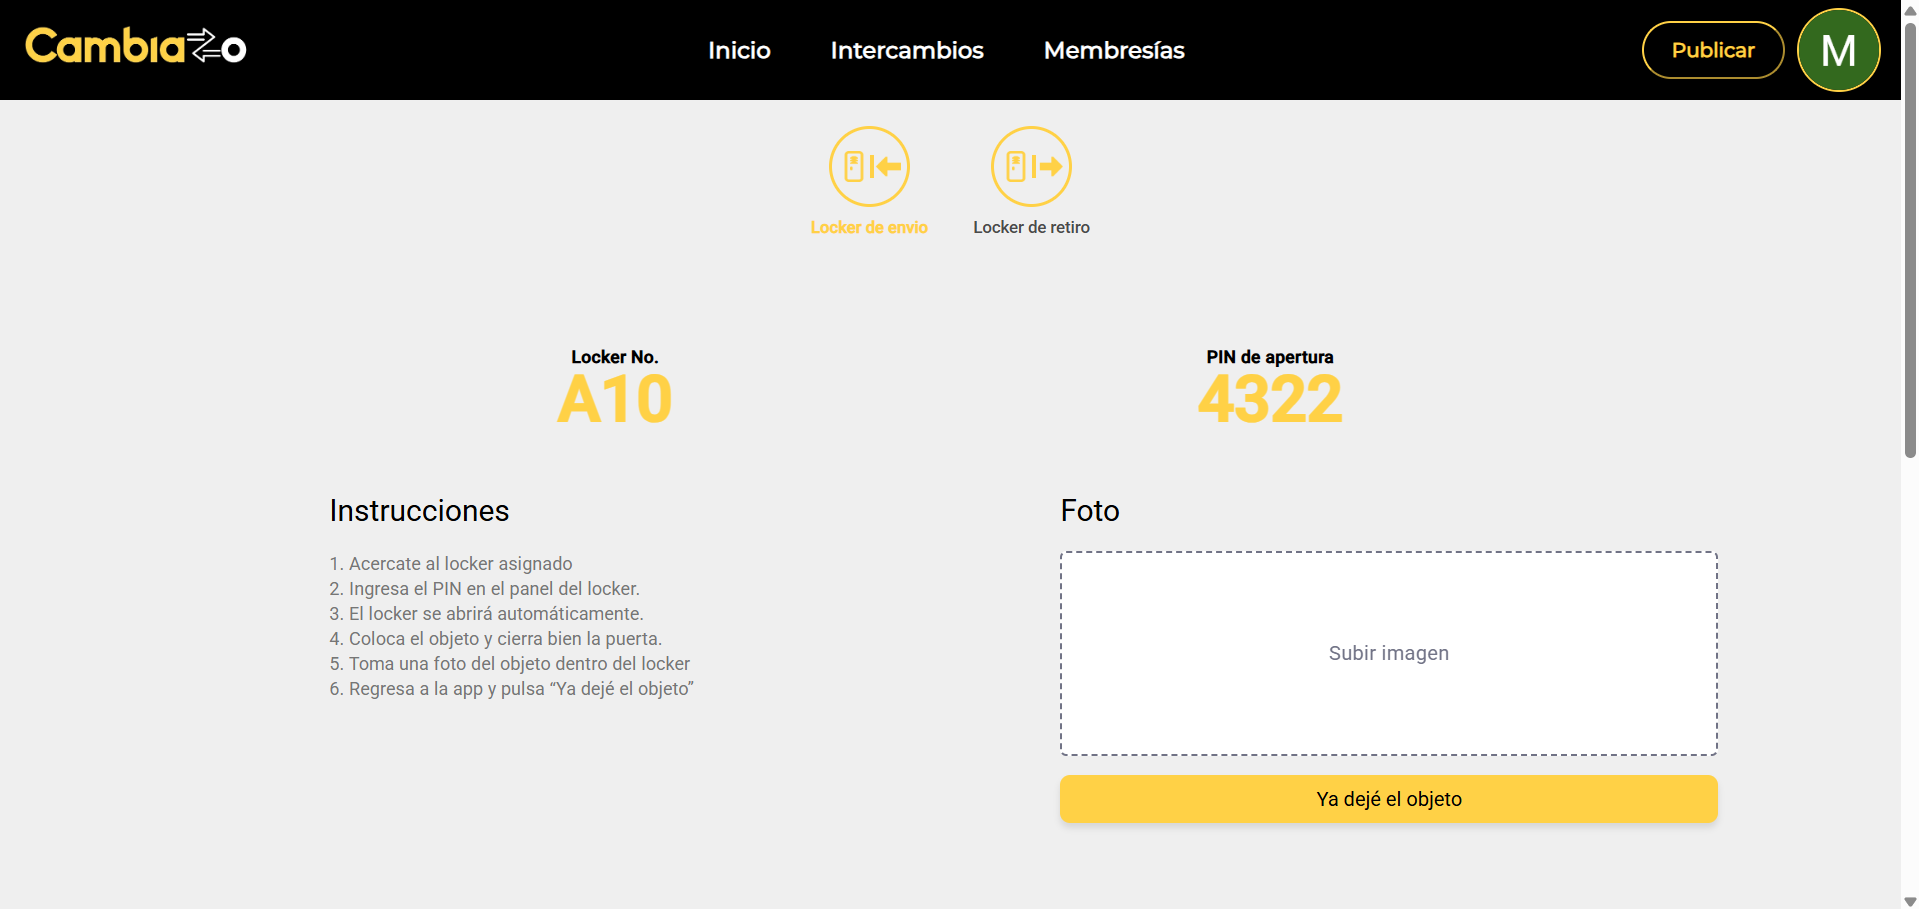 Cambiazo
Inicio Intercambios Membresías Publicar M
Locker de envio Locker de retiro
Locker No. PIN de apertura
A10 4322
Instrucciones
1. Acercate al locker asignado
2. Ingresa el PIN en el panel del locker.
3. El locker se abrirá automáticamente.
4. Coloca el objeto y cierra bien la puerta.
5. Toma una foto del objeto dentro del locker
6. Regresa a la app y pulsa “Ya dejé el objeto”
Foto
Subir imagen
Ya dejé el objeto